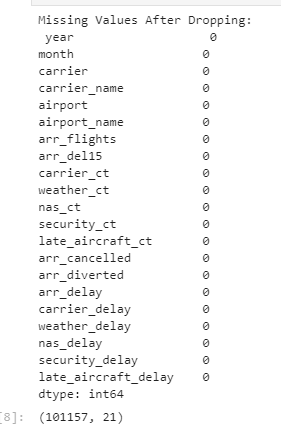 Missing Values After Dropping:
year 0
month 0
carrier 0
carrier_name 0
airport 0
airport_name 0
arr_flights 0
arr_del15 0
carrier_ct 0
weather_ct 0
nas_ct 0
security_ct 0
late_aircraft_ct 0
arr_cancelled 0
arr_diverted 0
arr_delay 0
carrier_delay 0
weather_delay 0
nas_delay 0
security_delay 0
late_aircraft_delay 0
dtype: int64
[8]: (101157, 21)